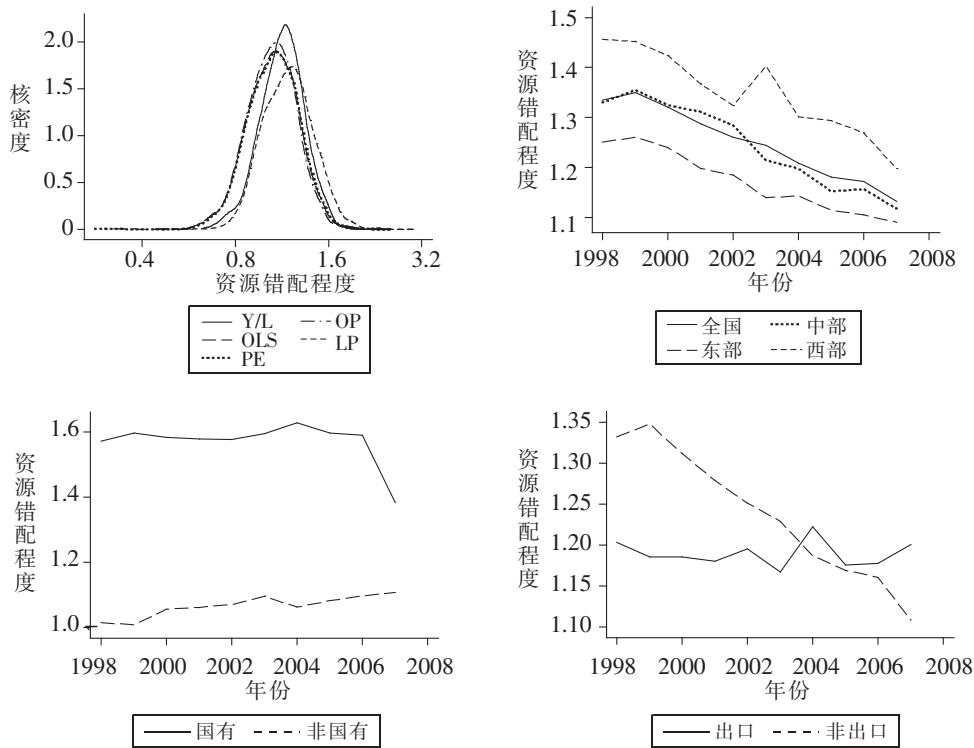 核密度
2.0
1.0
1.0
0.5
0
0.4 0.8 1.6 3.2
资源错配程度
Y/L OP
OLS LP
PE
资源错配程度
1.5
1.4
1.3
1.2
1.1
1998 2000 2002 2004 2006 2008
年份
全国 中部
东部 西部
资源错配程度
1.6
1.4
1.2
1.0
1998 2000 2002 2004 2006 2008
年份
国有 非国有
资源错配程度
1.35
1.30
1.25
1.20
1.15
1.10
1998 2000 2002 2004 2006 2008
年份
出口 非出口